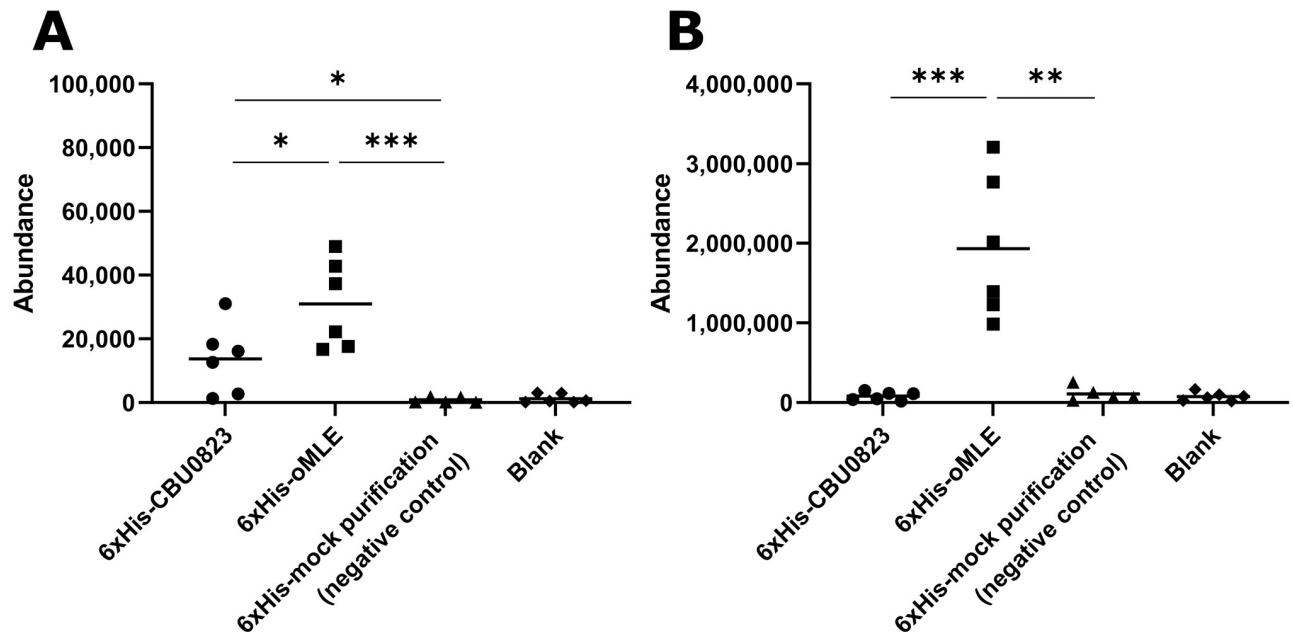 A
Abundance
100,000
80,000
60,000
40,000
20,000
0
*
*
***
6xHis-CBU0823
6xHis-oMLE
6xHis-mock purification
(negative control)
Blank
B
Abundance
4,000,000
3,000,000
2,000,000
1,000,000
0
***
**
6xHis-CBU0823
6xHis-oMLE
6xHis-mock purification
(negative control)
Blank